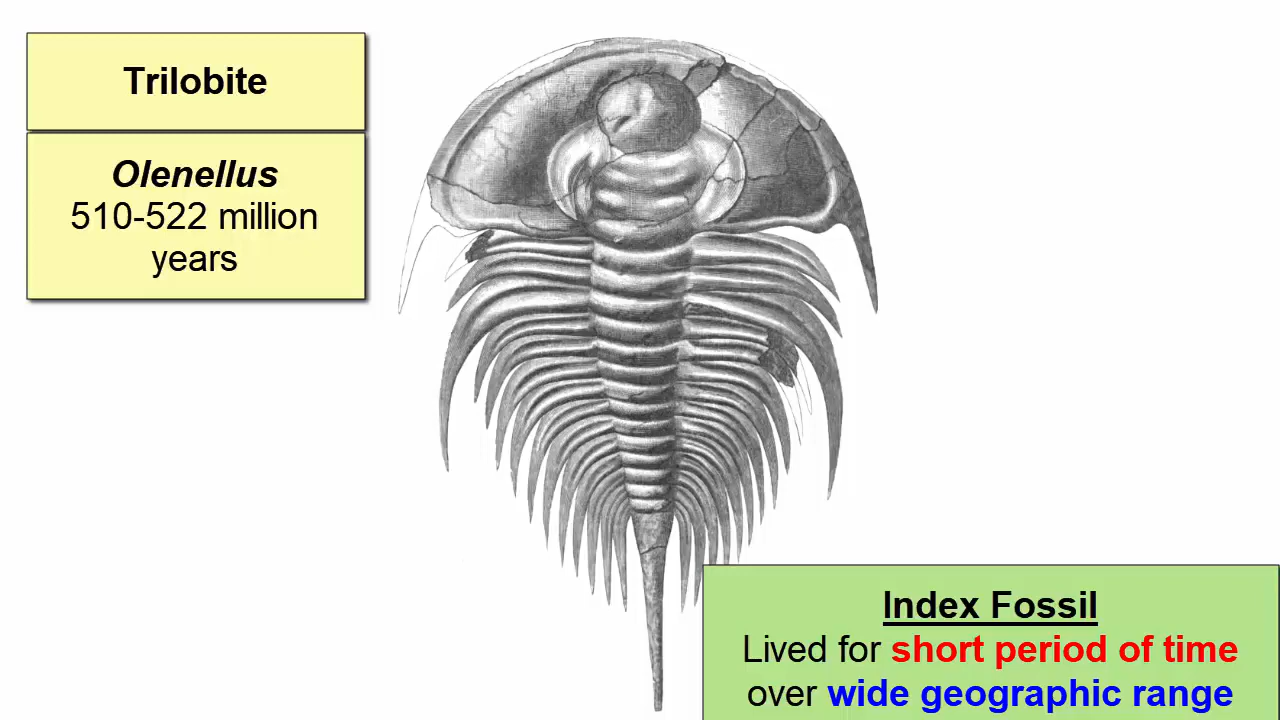 Trilobite
Olenellus
510-522 million
years
Index Fossil
Lived for short period of time
over wide geographic range